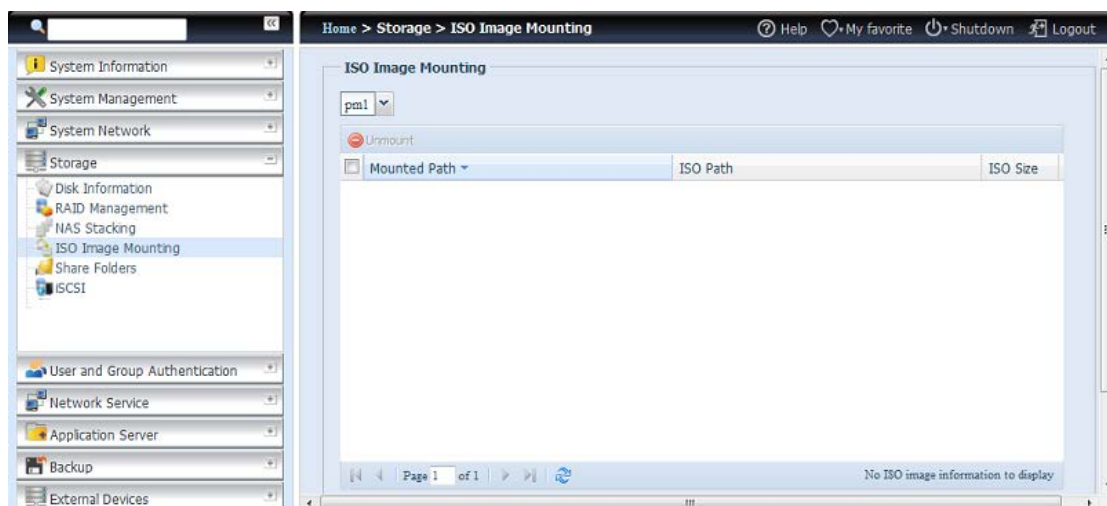 Home > Storage > ISO Image Mounting
Help
My favorite
Shutdown
Logout
System Information
System Management
System Network
Storage
Disk Information
RAID Management
NAS Stacking
ISO Image Mounting
Share Folders
iSCSI
User and Group Authentication
Network Service
Application Server
Backup
External Devices
ISO Image Mounting
pm1
Unmount
Mounted Path ISO Path ISO Size
Page 1 of 1
No ISO image information to display